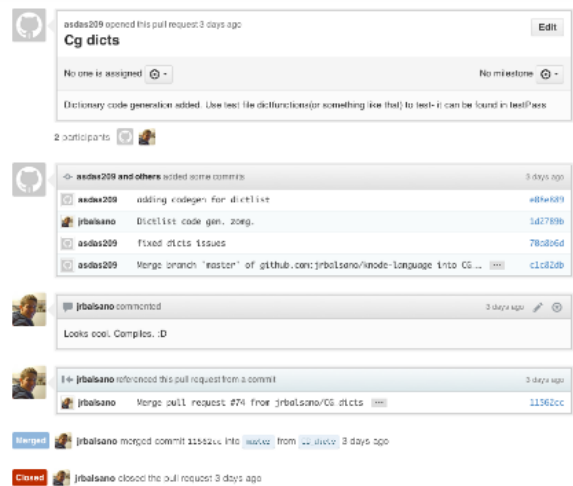 asdas209 opened this pull request 3 days ago
Edit
Cg dicts
No one is assigned
No milestone
Dictionary code generation added. Use test file dictfunctions(or something like that) to test- it can be found in testPass
2 participants
asdas209 and others added some commits 3 days ago
asdas209 adding codegen for dictlist
jrbalsano Dictlist code gen. zomg. 1d2789b
asdas209 fixed dicts issues
asdas209 Merge branch 'master' of github.com:jrbalsano/knode-language into CG… c1c82db
jrbalsano commented 3 days ago
Looks cool. Compiles. :D
jrbalsano referenced this pull request from a commit 3 days ago
jrbalsano Merge pull request #74 from jrbalsano/CG dicts 11562cc
Merged jrbalsano merged commit 11562cc into master from 3 days ago
Closed jrbalsano closed the pull request 3 days ago